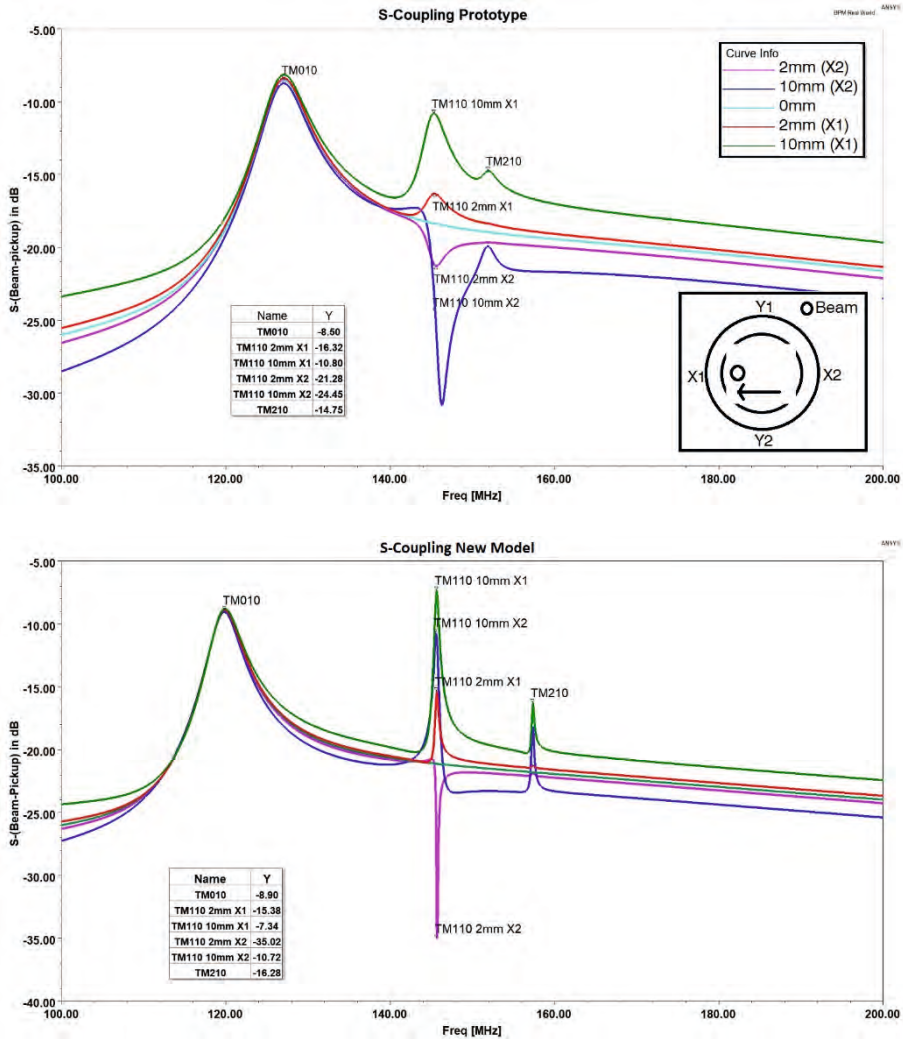 S-Coupling Prototype
ANSYS
-5.00
-10.00
-15.00
-20.00
-25.00
-30.00
-35.00
S-(Beam-pickup) in dB
TM010
TM110 10mm X1
TM210
TM110 2mm X1
TM110 2mm X2
TM110 10mm X2
Curve Info
2mm (X2)
10mm (X2)
0mm
2mm (X1)
10mm (X1)
Name Y
TM010 -8.50
TM110 2mm X1 -16.32
TM110 10mm X1 -10.80
TM110 2mm X2 -21.28
TM110 10mm X2 -24.45
TM210 -14.75
Y1 Beam
X1 X2
Y2
100.00 120.00 140.00 160.00 180.00 200.00
Freq [MHz]
S-Coupling New Model
ANSYS
-5.00
-10.00
-15.00
-20.00
-25.00
-30.00
-35.00
-40.00
S-(Beam-Pickup) in dB
TM010
TM110 10mm X1
TM110 10mm X2
TM110 2mm X1
TM210
TM110 2mm X2
Name Y
TM010 -8.90
TM110 2mm X1 -15.38
TM110 10mm X1 -7.34
TM110 2mm X2 -35.02
TM110 10mm X2 -10.72
TM210 -16.28
100.00 120.00 140.00 160.00 180.00 200.00
Freq [MHz]